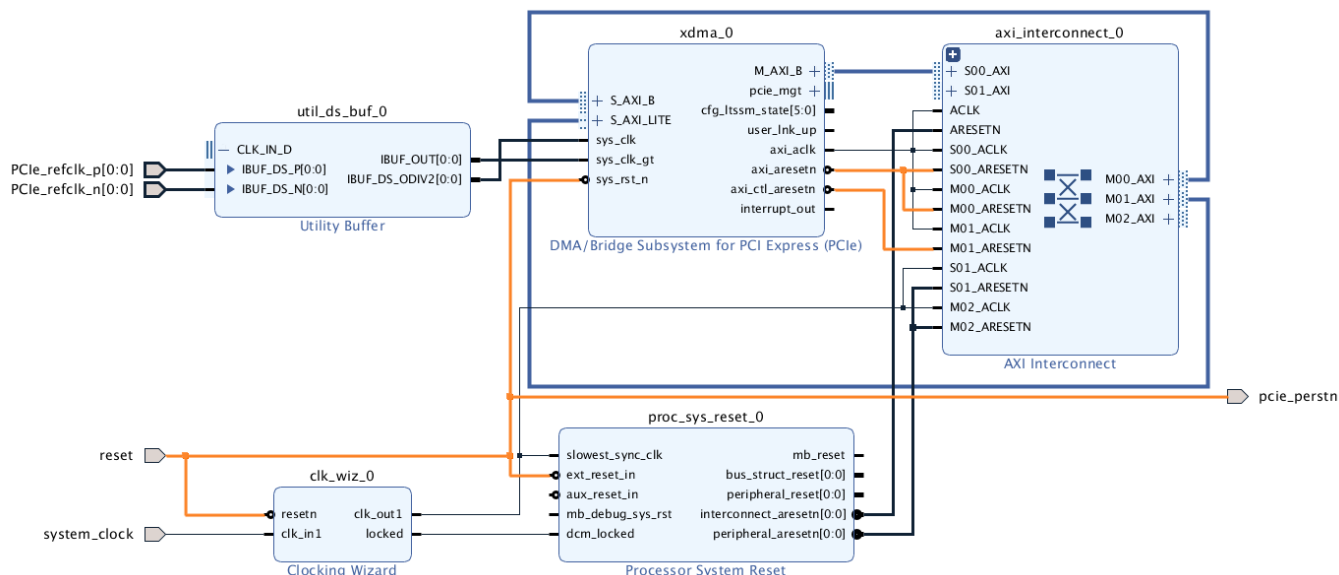 xdma_0
axi_interconnect_0
M_AXI_B
pcie_mgt
cfg_ltssm_state[5:0]
user_lnk_up
axi_aclk
axi_aresetn
axi_ctl_aresetn
interrupt_out
S_AXI_B
S_AXI_LITE
sys_clk
sys_clk_gt
sys_rst_n
DMA/Bridge Subsystem for PCI Express (PCIe)
S00_AXI
S01_AXI
ACLK
ARESETN
S00_ACLK
S00_ARESETN
M00_ACLK
M00_ARESETN
M01_ACLK
M01_ARESETN
S01_ACLK
S01_ARESETN
M02_ACLK
M02_ARESETN
M00_AXI
M01_AXI
M02_AXI
AXI Interconnect
util_ds_buf_0
CLK_IN_D
IBUF_DS_P[0:0]
IBUF_DS_N[0:0]
IBUF_OUT[0:0]
IBUF_DS_ODIV2[0:0]
Utility Buffer
PCIe_refclk_p[0:0]
PCIe_refclk_n[0:0]
pcie_perstn
reset
system_clock
clk_wiz_0
resetn
clk_in1
clk_out1
locked
Clocking Wizard
proc_sys_reset_0
slowest_sync_clk
ext_reset_in
aux_reset_in
mb_debug_sys_rst
dcm_locked
mb_reset
bus_struct_reset[0:0]
peripheral_reset[0:0]
interconnect_aresetn[0:0]
peripheral_aresetn[0:0]
Processor System Reset